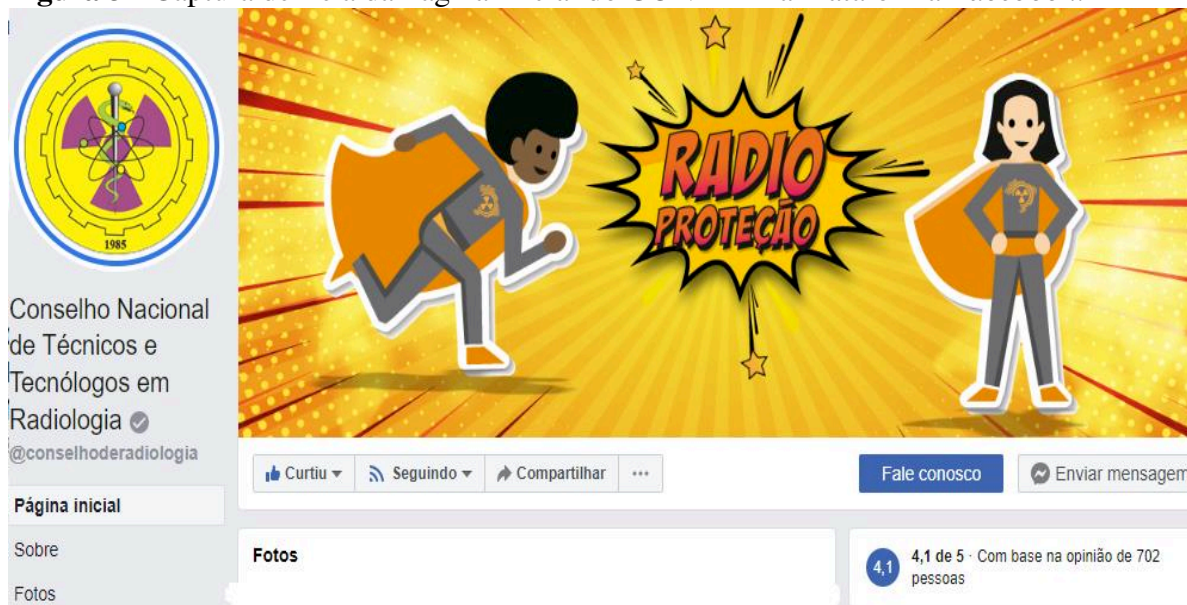 1985
Conselho Nacional
de Técnicos e
Tecnólogos em
Radiologia
@conselhoderadiologia
Página inicial
Sobre
Fotos
RADIO
PROTEÇÃO
Curtiu
Seguindo
Compartilhar
...
Fale conosco
Enviar mensagem
Fotos
4,1
4,1 de 5 · Com base na opinião de 702
pessoas